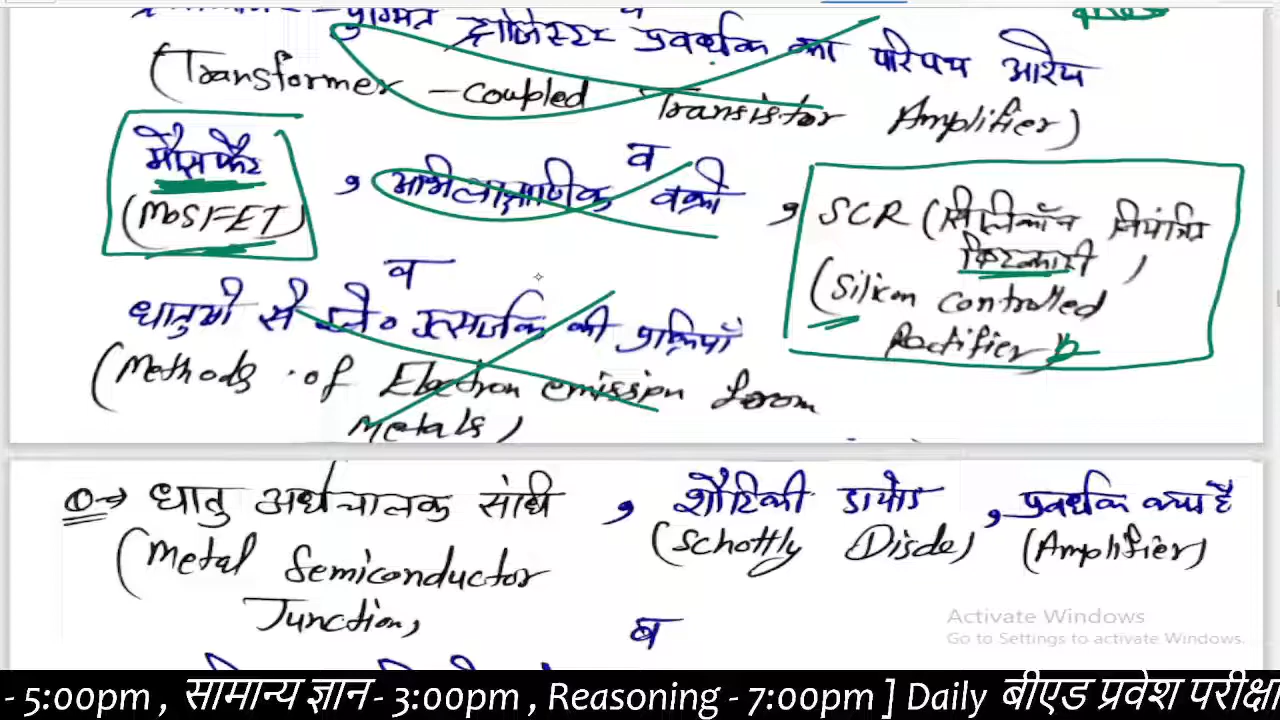 युग्मित ट्रांजिस्टर प्रवर्धक का परिपथ आरेख
(Transformer - Coupled Transistor Amplifier)
मौसफैट
(MOSFET)
, अभिलाक्षणिक वक्रो
व
, SCR (सिलिकॉन नियंत्रित
दिष्टकारी)
(Silicon Controlled
Rectifier)
व
धातुओं से इले० उत्सर्जक की प्रक्रियाँ
(Methods of Electron emission from
Metals)
Q→ धातु अर्धचालक संधि , शौटिकी डायोड , प्रवर्धक क्या है
(Metal Semiconductor (Schottly Diode) (Amplifier)
Junction,
ब
Activate Windows
Go to Settings to activate Windows.
- 5:00pm , सामान्य ज्ञान- 3:00pm , Reasoning - 7:00pm ] Daily बीएड प्रवेश परीक्षा